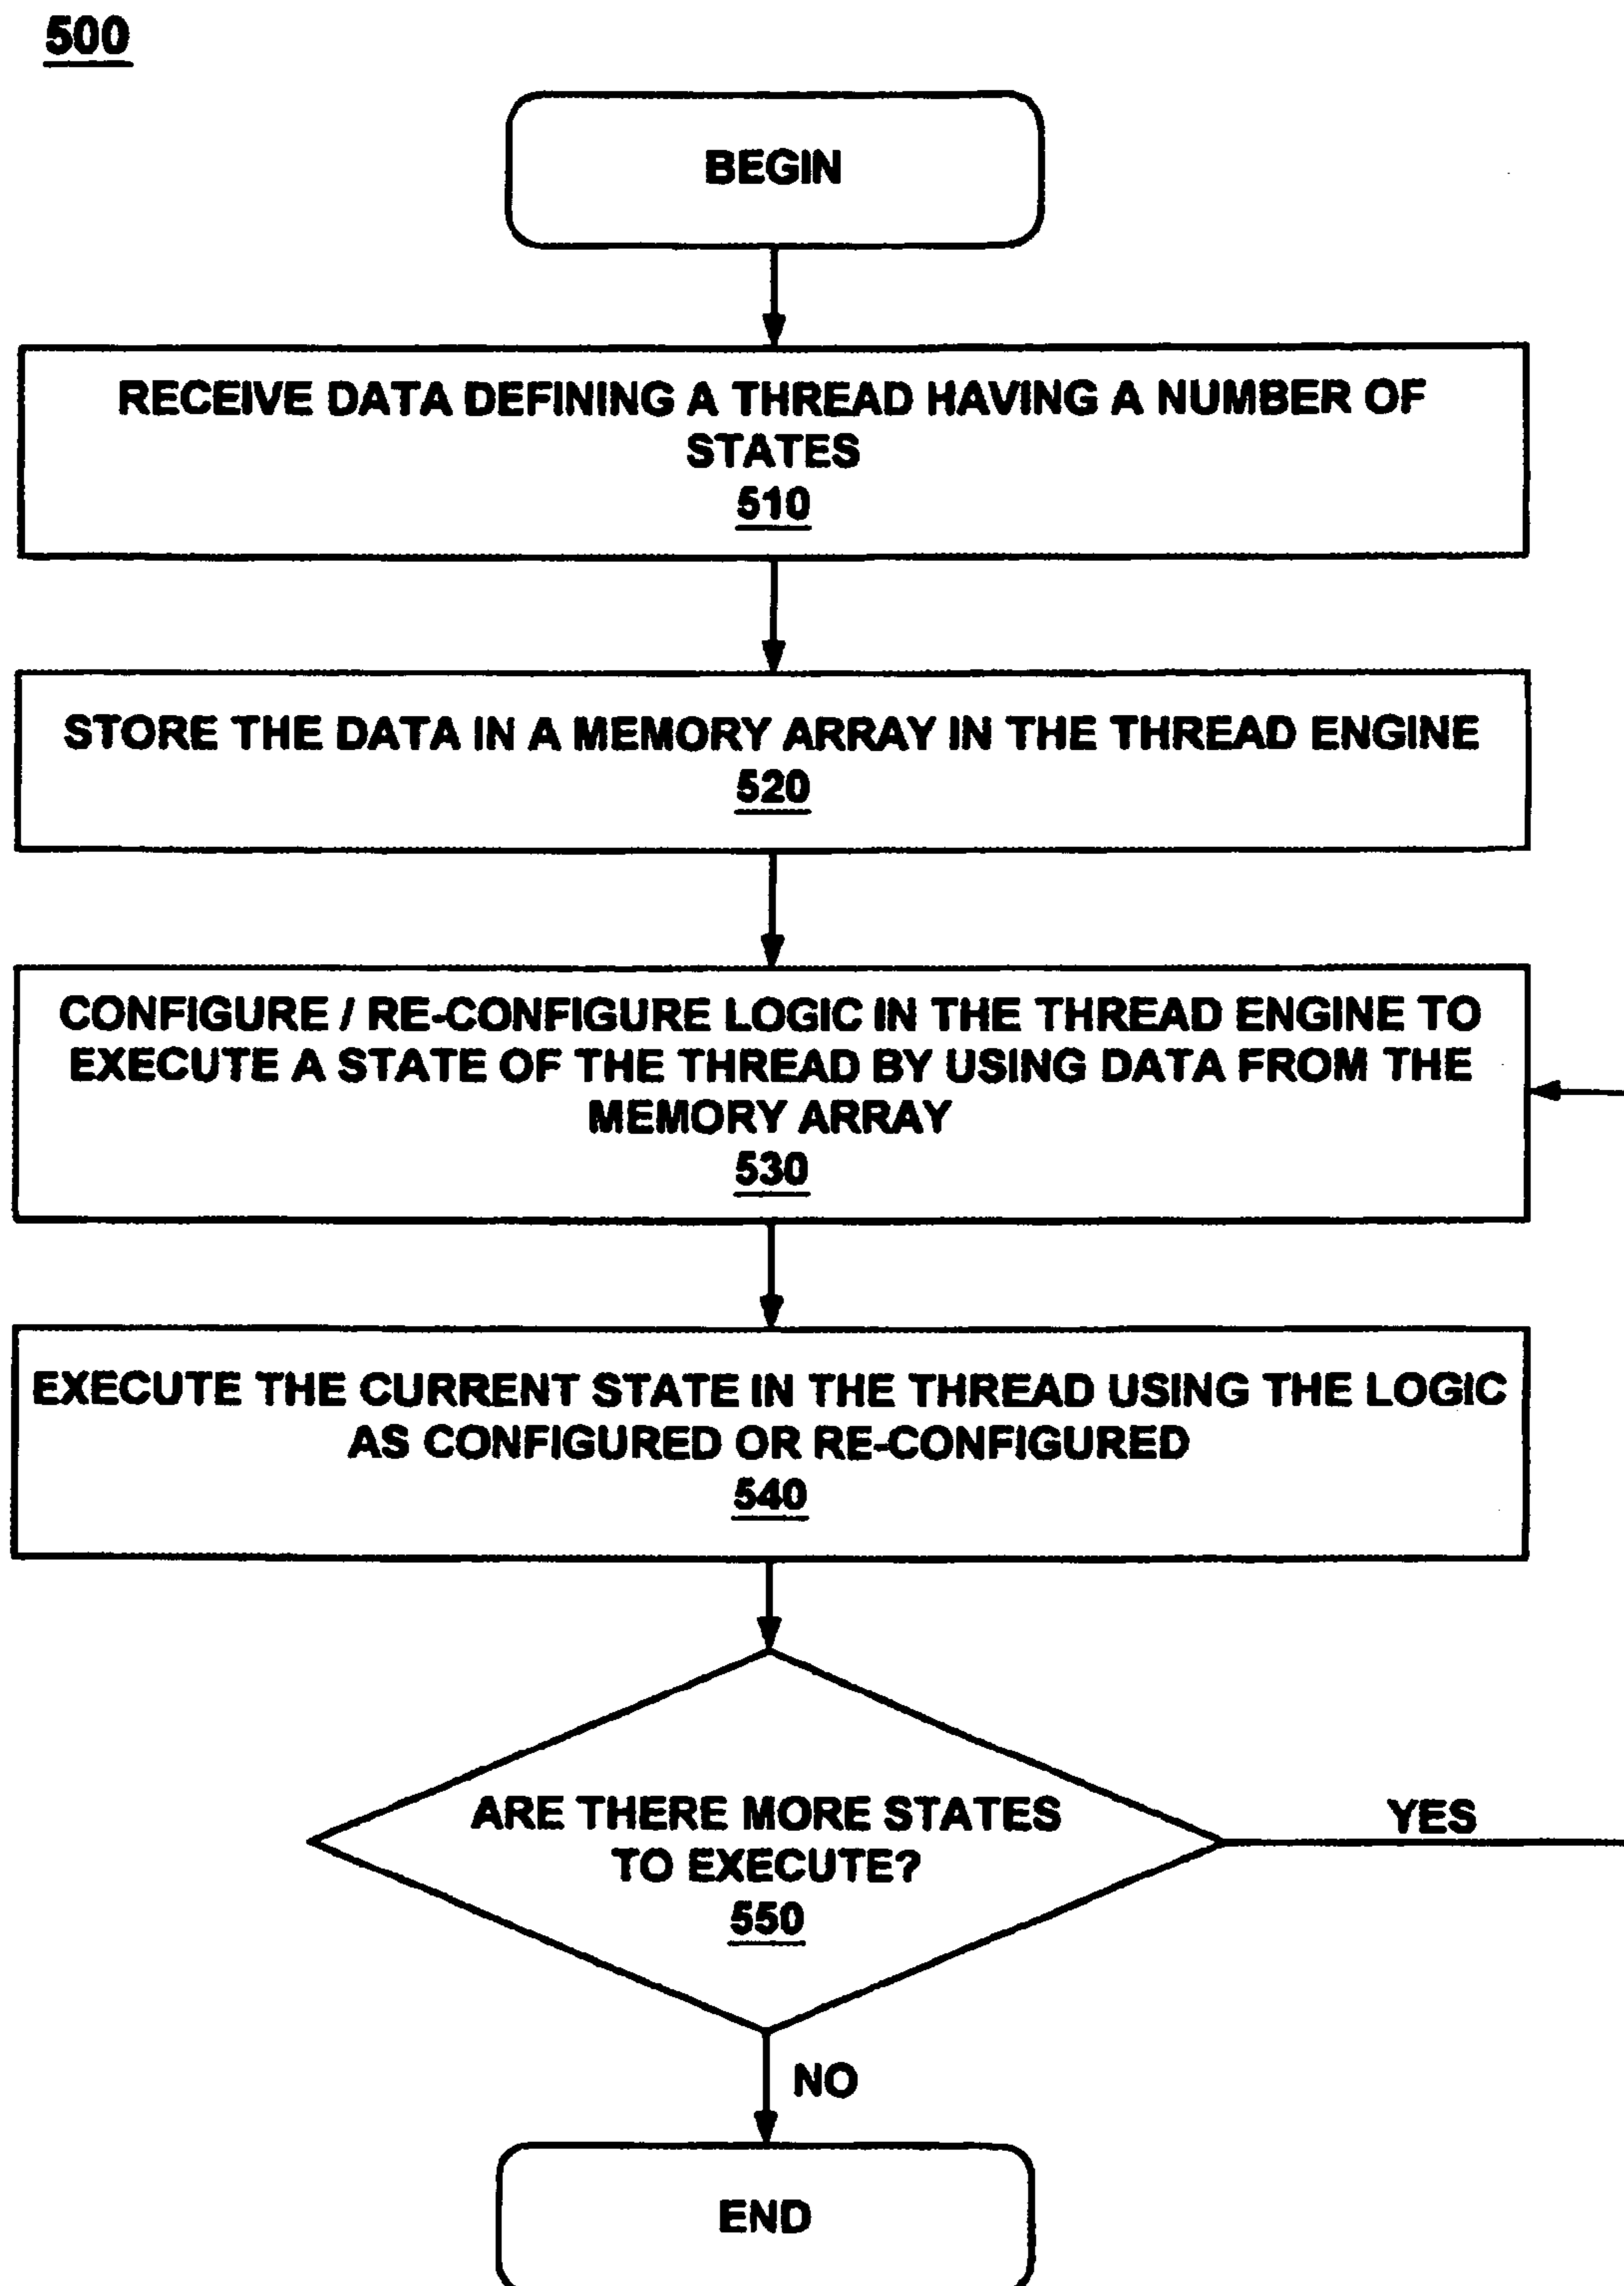 500
BEGIN
RECEIVE DATA DEFINING A THREAD HAVING A NUMBER OF
STATES
510
STORE THE DATA IN A MEMORY ARRAY IN THE THREAD ENGINE
520
CONFIGURE / RE-CONFIGURE LOGIC IN THE THREAD ENGINE TO
EXECUTE A STATE OF THE THREAD BY USING DATA FROM THE
MEMORY ARRAY
530
EXECUTE THE CURRENT STATE IN THE THREAD USING THE LOGIC
AS CONFIGURED OR RE-CONFIGURED
540
ARE THERE MORE STATES
TO EXECUTE?
550
YES
NO
END